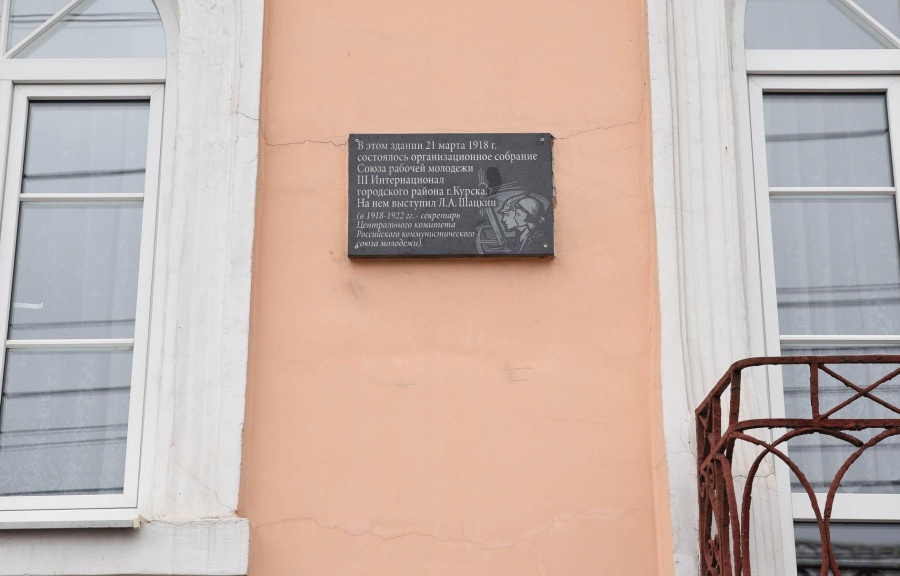 В этом здании 21 марта 1918 г.
состоялось организационное собрание
Союза рабочей молодежи
III Интернационал
городского района г.Курска.
На нем выступил Л.А.Шацкин
(в 1918-1922 гг. - секретарь
Центрального комитета
Российского коммунистического
союза молодежи).